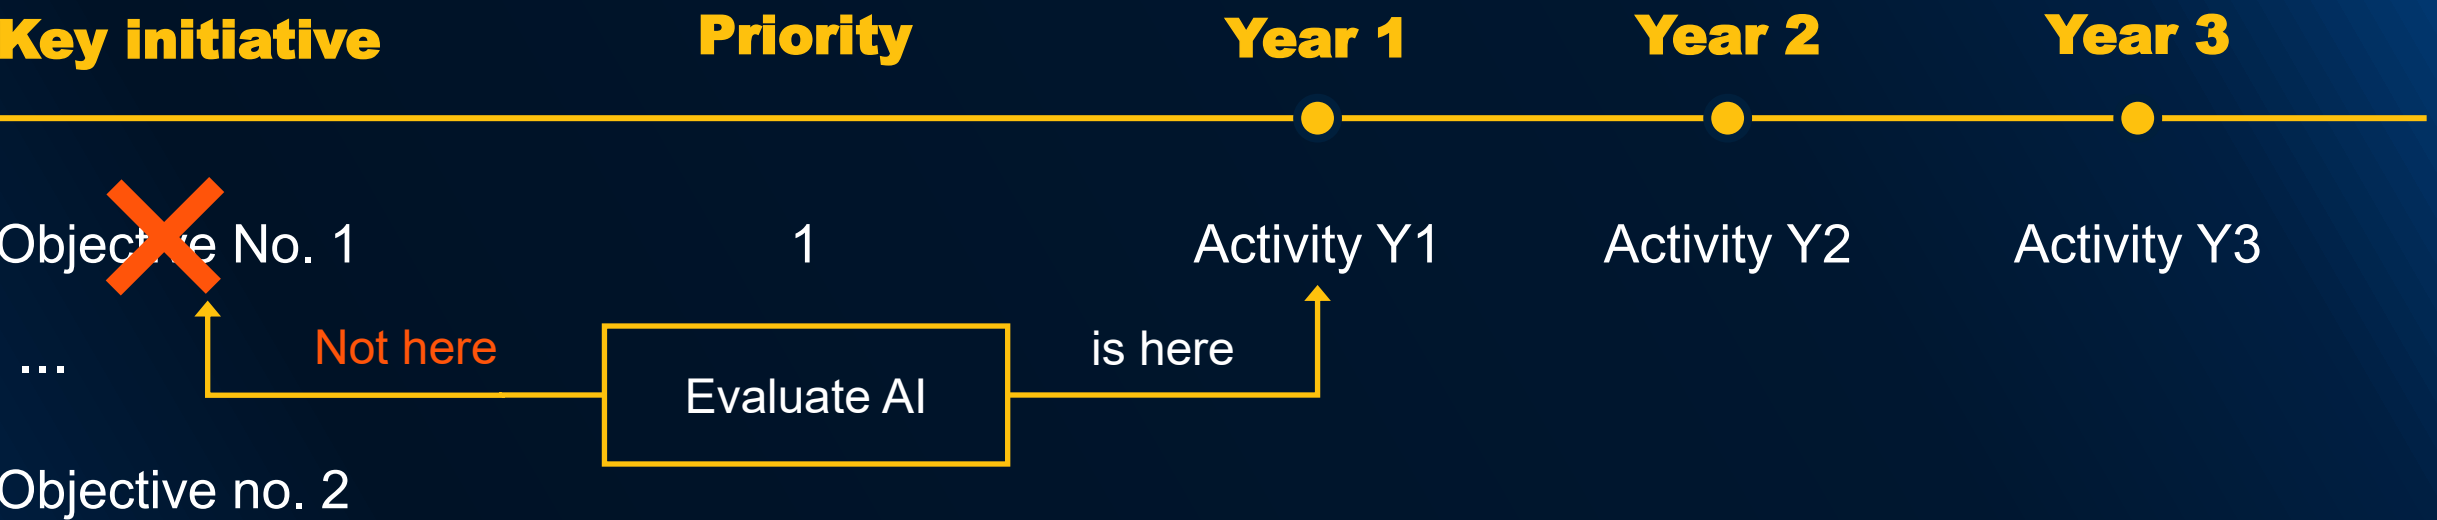 Key initiative
Priority
Year 1
Year 2
Year 3
Objective No. 1
1
Activity Y1
Activity Y2
Activity Y3
...
Not here
Evaluate AI
is here
Objective no. 2